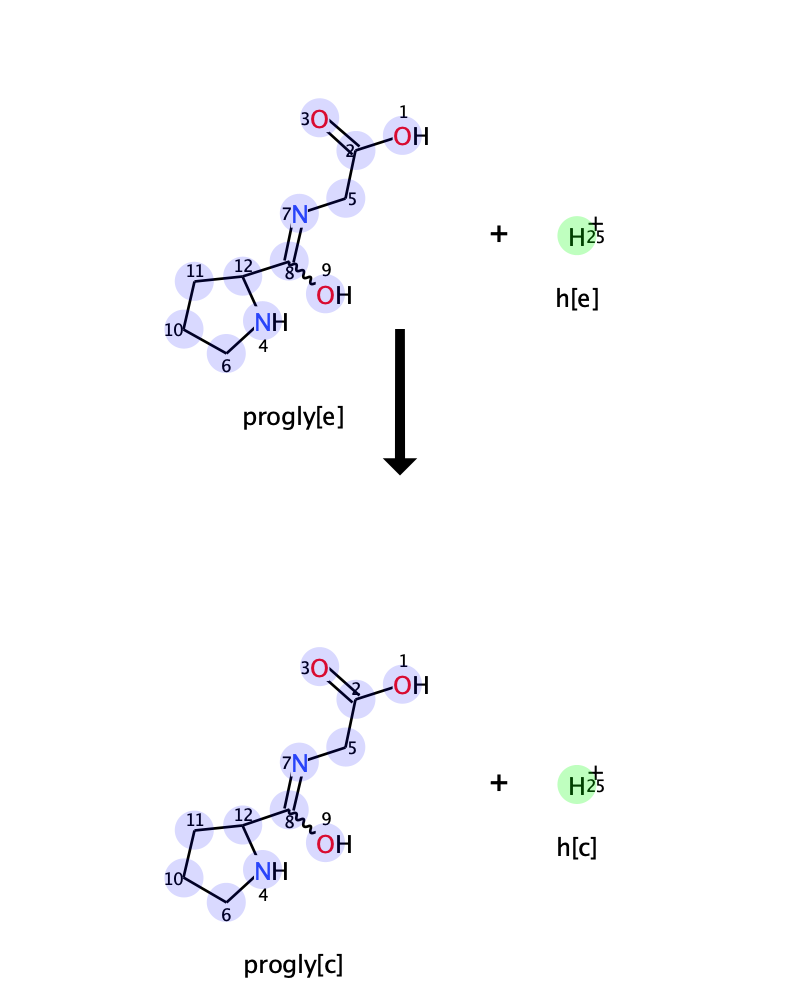 1
3O
2 OH
7N 5
11 12 8 9
OH
10 NH
6 4
progly[e]
+
H+
25
h[e]
1
3O
2 OH
7N 5
11 12 8 9
OH
10 NH
6 4
progly[c]
+
H+
25
h[c]